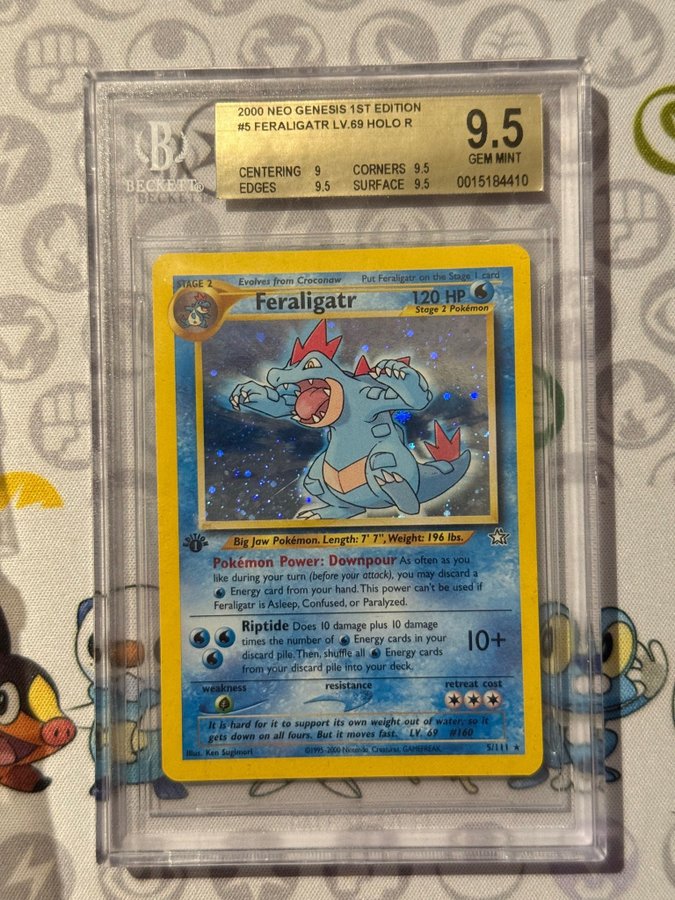 2000 NEO GENESIS 1ST EDITION
#5 FERALIGATR LV.69 HOLO R
9.5
GEM MINT
CENTERING 9 CORNERS 9.5
EDGES 9.5 SURFACE 9.5
0015184410
B
BECKETT®
BECKETT
STAGE 2
Evolves from Croconaw
Put Feraligatr on the Stage 1 card
Feraligatr
120 HP
Stage 2 Pokémon
EDITION
1
Big Jaw Pokémon. Length: 7' 7", Weight: 196 lbs.
Pokémon Power: Downpour As often as you
like during your turn (before your attack), you may discard a
Energy card from your hand. This power can't be used if
Feraligatr is Asleep, Confused, or Paralyzed.
Riptide Does 10 damage plus 10 damage
times the number of Energy cards in your
discard pile. Then, shuffle all Energy cards
from your discard pile into your deck.
10+
weakness
resistance
retreat cost
It is hard for it to support its own weight out of water, so it
gets down on all fours. But it moves fast. LV. 69 #160
Illus. Ken Sugimori
©1995-2000 Nintendo, Creatures, GAMEFREAK.
5/111 ★